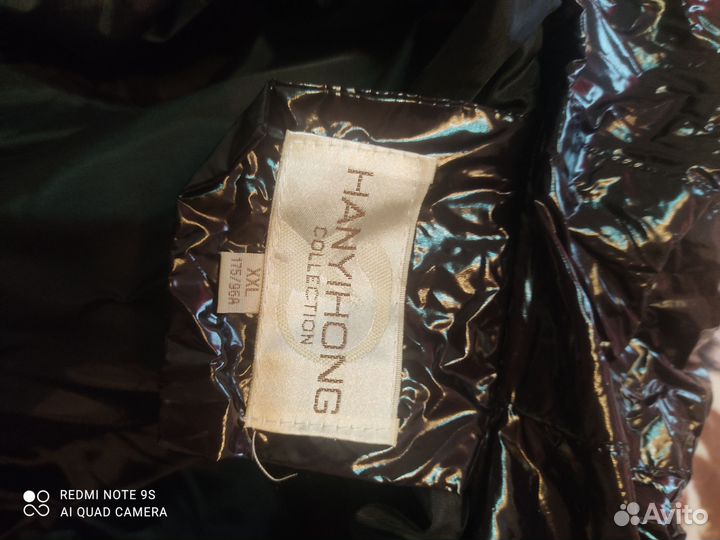 HANYIHONG
COLLECTION
XXL
175/96A
REDMI NOTE 9S
AI QUAD CAMERA
Avito